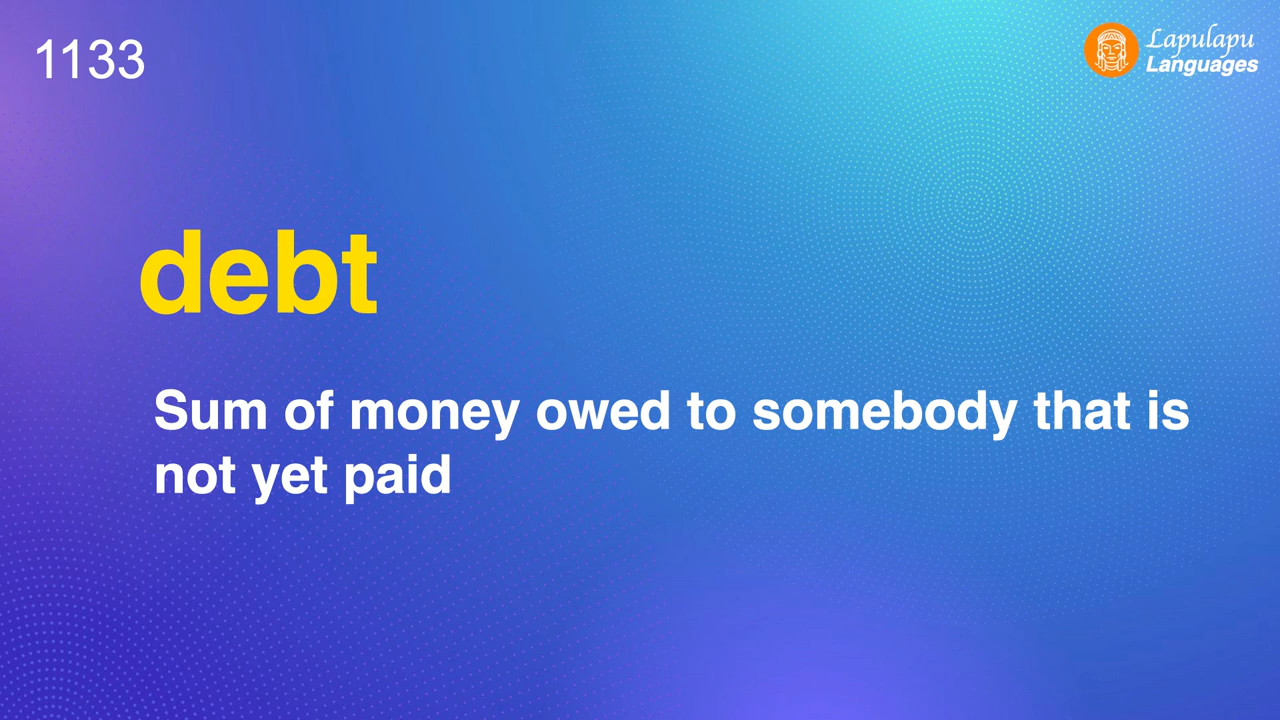 1133
Lapulapu
Languages
debt
Sum of money owed to somebody that is
not yet paid